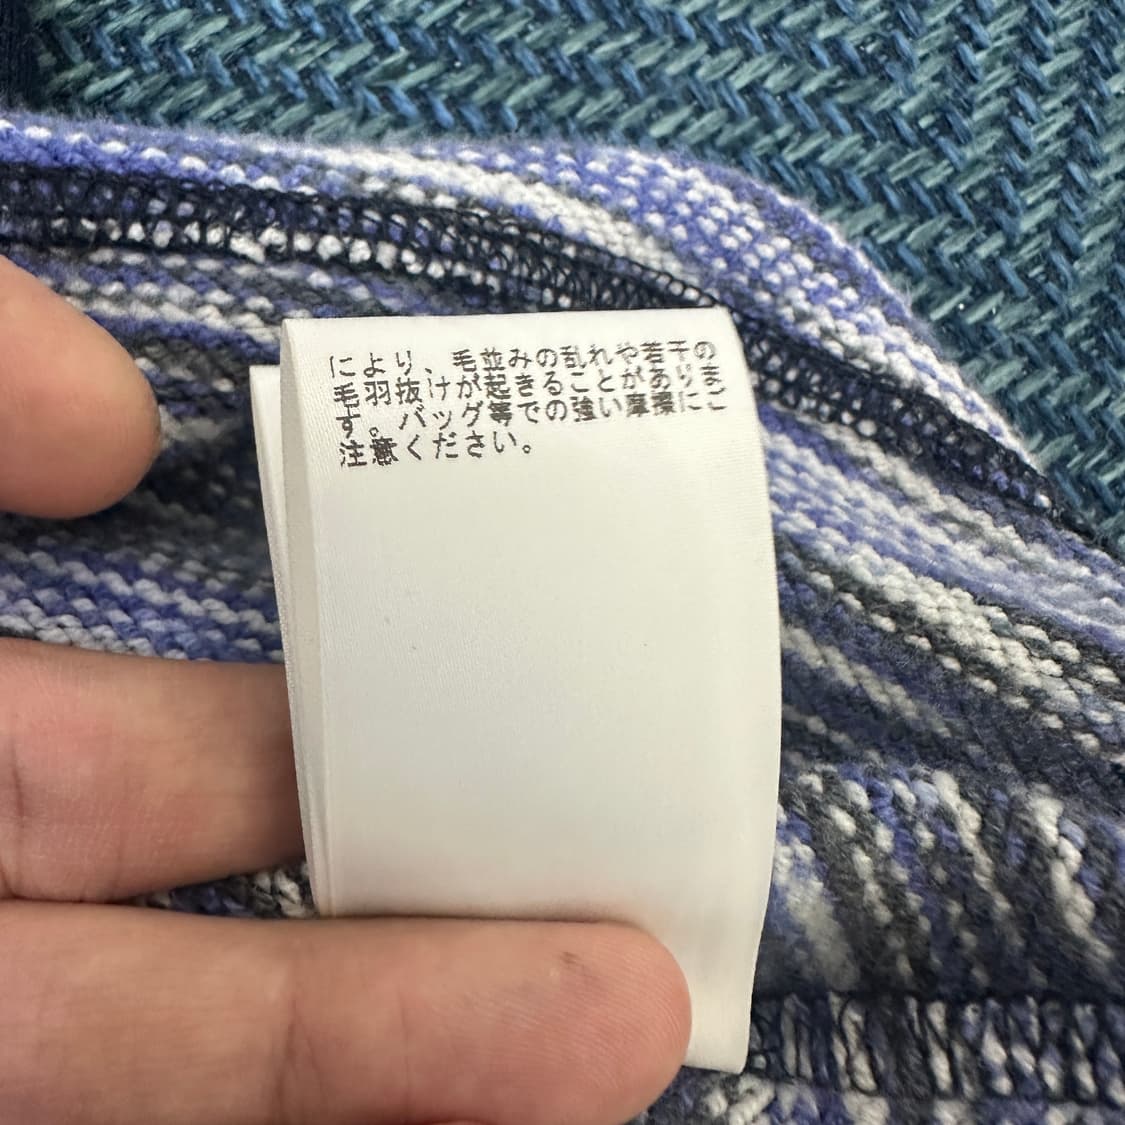 により、毛並みの乱れや若干の
毛羽抜けが起きることがありま
す。バッグ等での強い摩擦にご
注意ください。